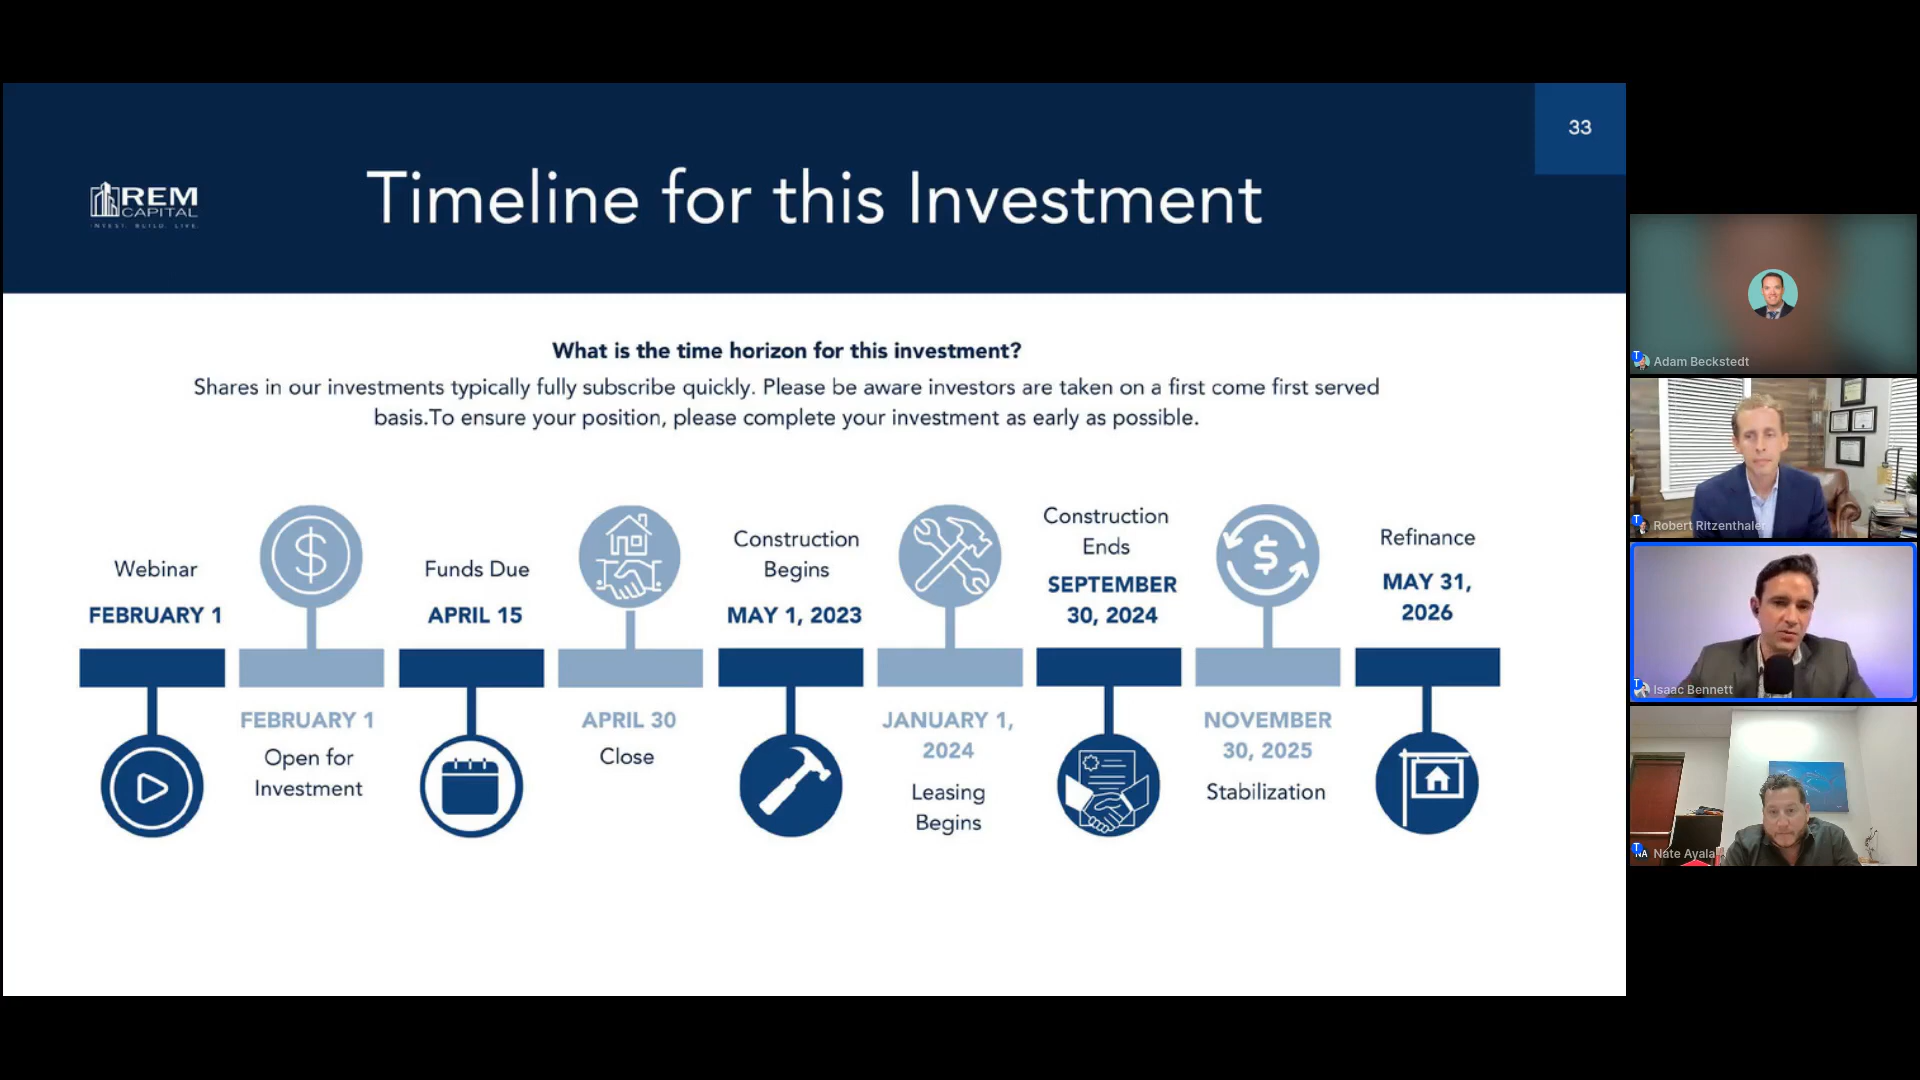 33
REM
CAPITAL
INVEST. BUILD. LIVE.
Timeline for this Investment
What is the time horizon for this investment?
Shares in our investments typically fully subscribe quickly. Please be aware investors are taken on a first come first served
basis.To ensure your position, please complete your investment as early as possible.
Webinar
FEBRUARY 1
FEBRUARY 1
Open for
Investment
Funds Due
APRIL 15
APRIL 30
Close
Construction
Begins
MAY 1, 2023
JANUARY 1,
2024
Leasing
Begins
Construction
Ends
SEPTEMBER
30, 2024
NOVEMBER
30, 2025
Stabilization
Refinance
MAY 31,
2026
Adam Beckstedt
Robert Ritzenthaler
Isaac Bennett
NA Nate Ayala